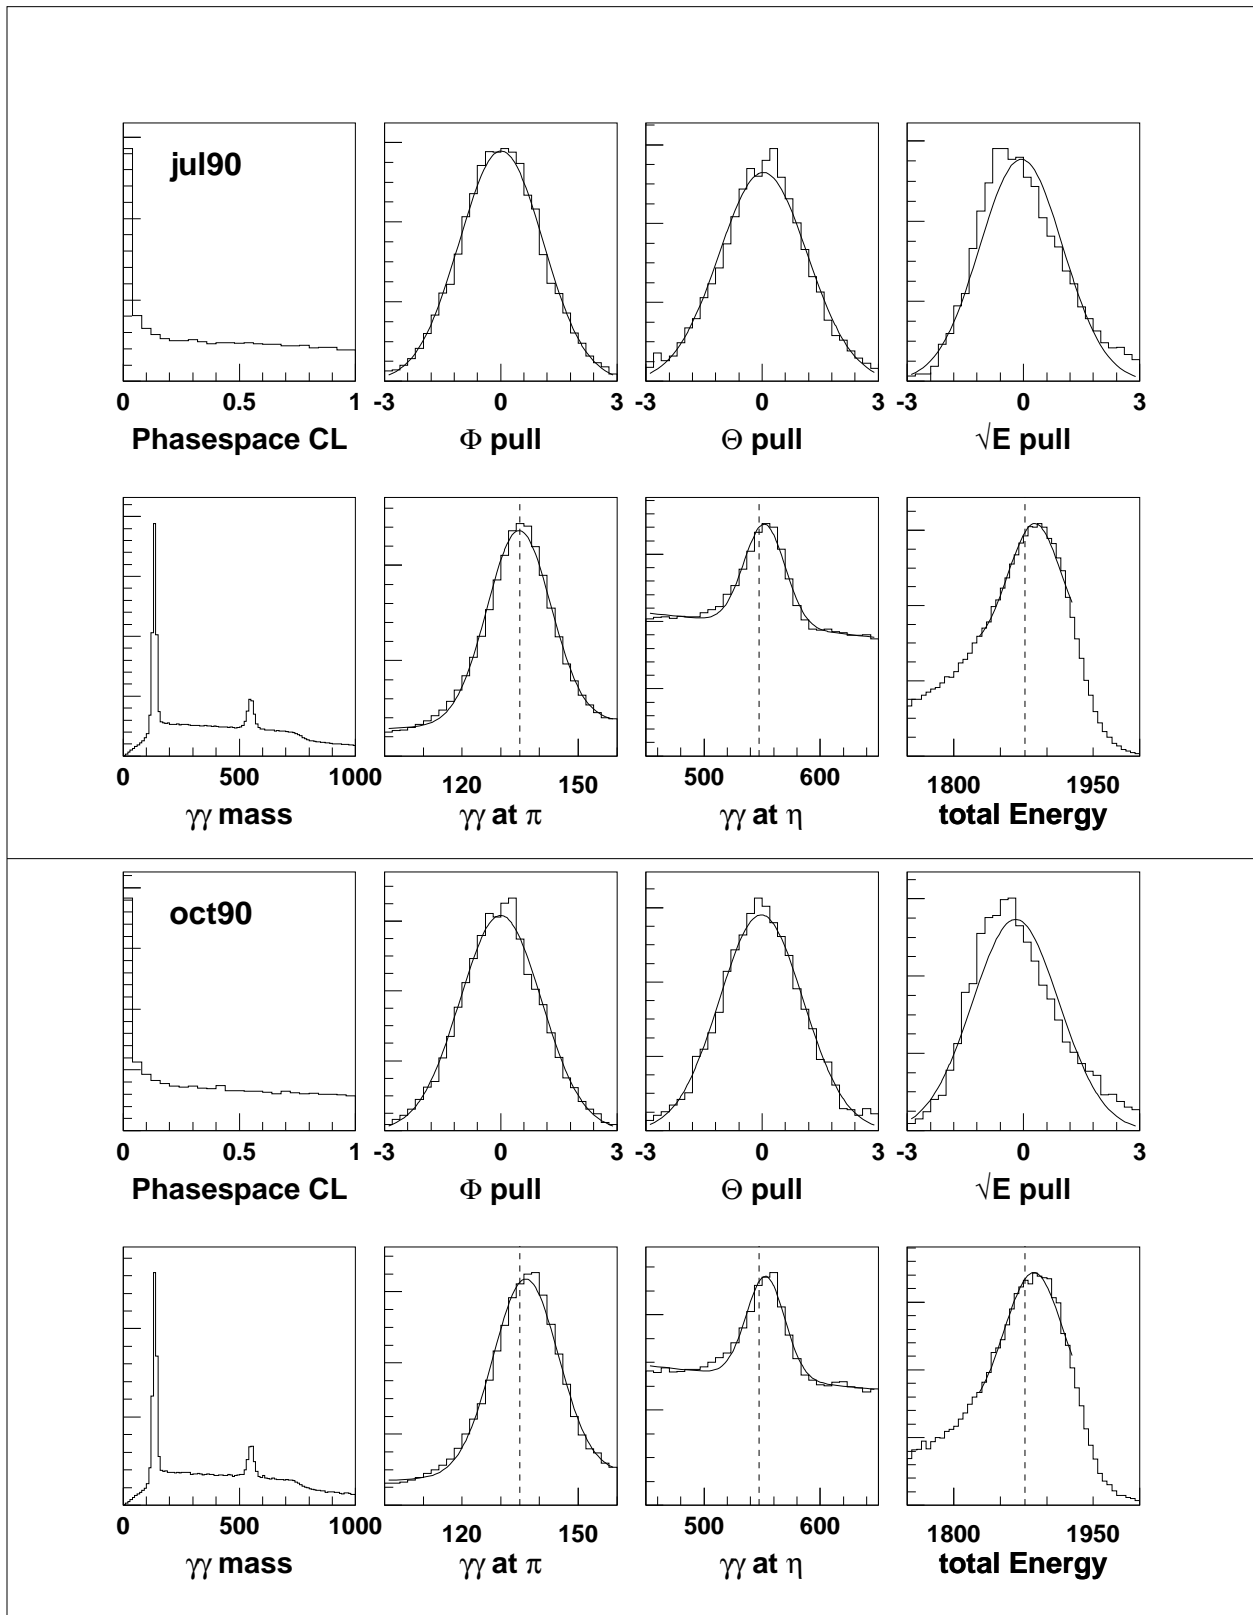 jul90
0 0.5 1 -3 0 3 -3 0 3 -3 0 3
Phasespace CL Φ pull Θ pull √E pull
0 500 1000 120 150 500 600 1800 1950
γγ mass γγ at π γγ at η total Energy
oct90
0 0.5 1 -3 0 3 -3 0 3 -3 0 3
Phasespace CL Φ pull Θ pull √E pull
0 500 1000 120 150 500 600 1800 1950
γγ mass γγ at π γγ at η total Energy